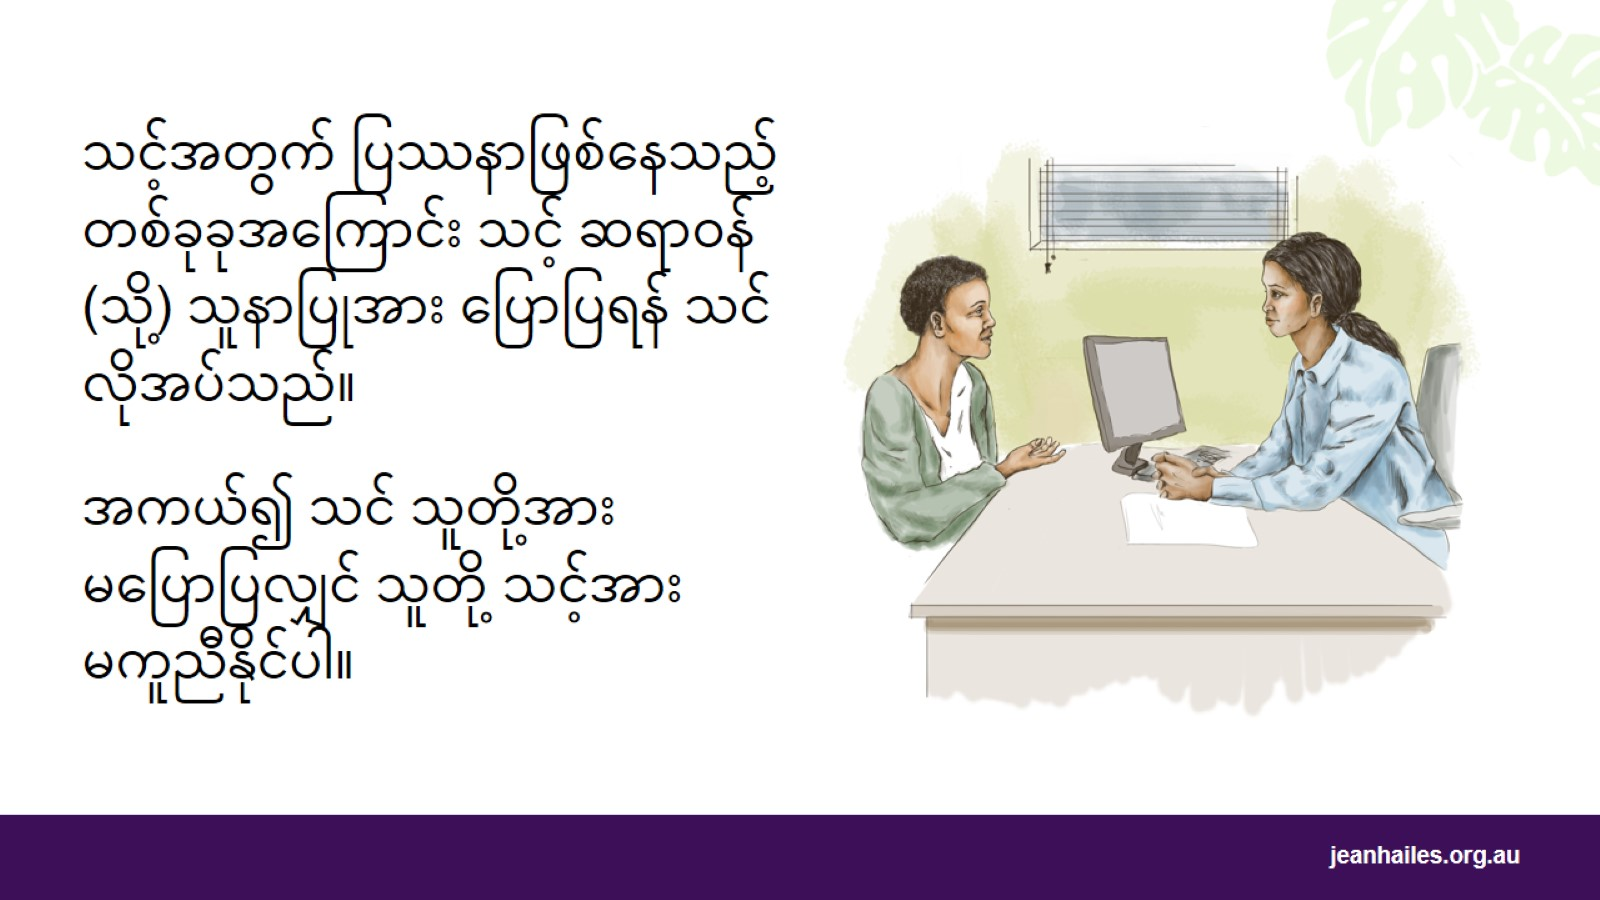 သင့်အတွက် ပြဿနာဖြစ်နေသည့်
တစ်ခုခုအကြောင်း သင့် ဆရာဝန်
(သို့) သူနာပြုအား ပြောပြရန် သင်
လိုအပ်သည်။
အကယ်၍ သင် သူတို့အား
မပြောပြလျှင် သူတို့ သင့်အား
မကူညီနိုင်ပါ။
jeanhailes.org.au